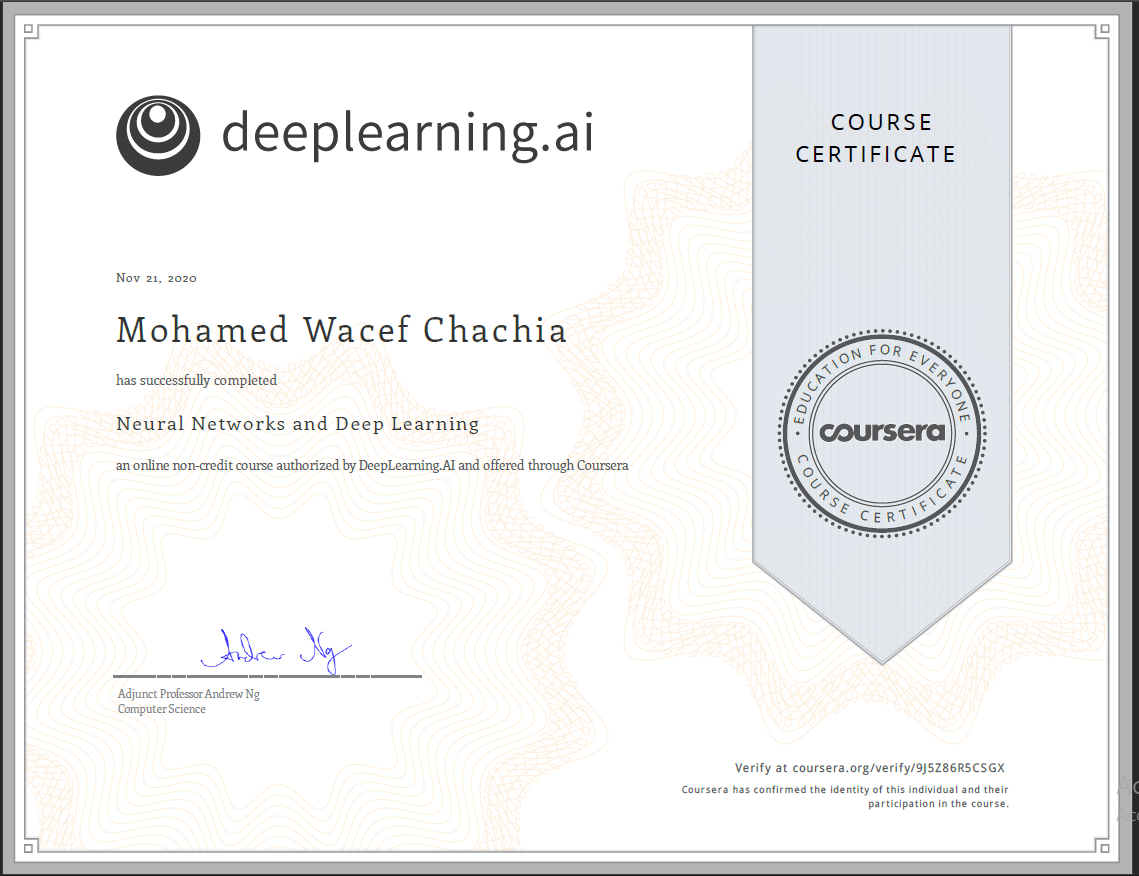 deeplearning.ai
COURSE
CERTIFICATE
Nov 21, 2020
Mohamed Wacef Chachia
has successfully completed
Neural Networks and Deep Learning
an online non-credit course authorized by DeepLearning.AI and offered through Coursera
EDUCATION FOR EVERYONE
coursera
COURSE CERTIFICATE
Andrew Ng
Adjunct Professor Andrew Ng
Computer Science
Verify at coursera.org/verify/9J5Z86R5CSGX
Coursera has confirmed the identity of this individual and their
participation in the course.